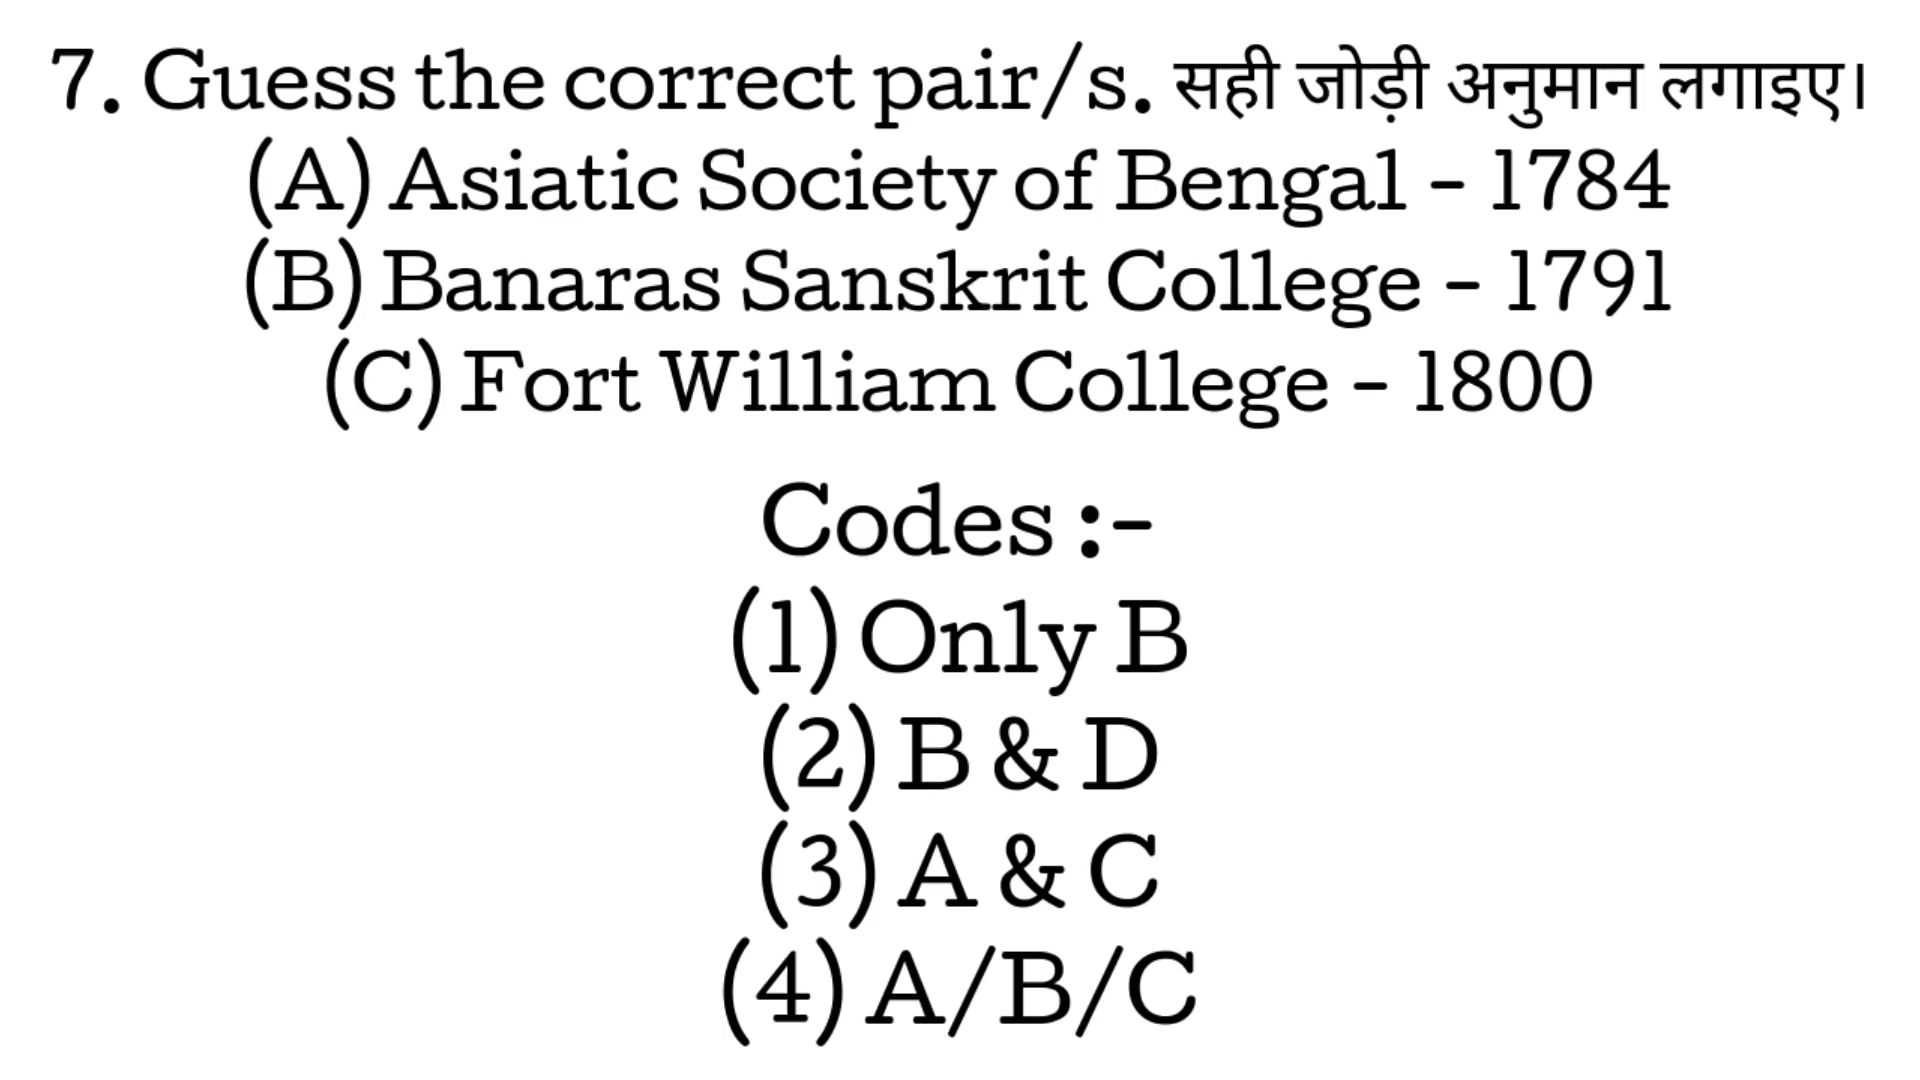 7. Guess the correct pair/s. सही जोड़ी अनुमान लगाइए।
(A) Asiatic Society of Bengal - 1784
(B) Banaras Sanskrit College - 1791
(C) Fort William College - 1800
Codes :-
(1) Only B
(2) B & D
(3) A & C
(4) A/B/C